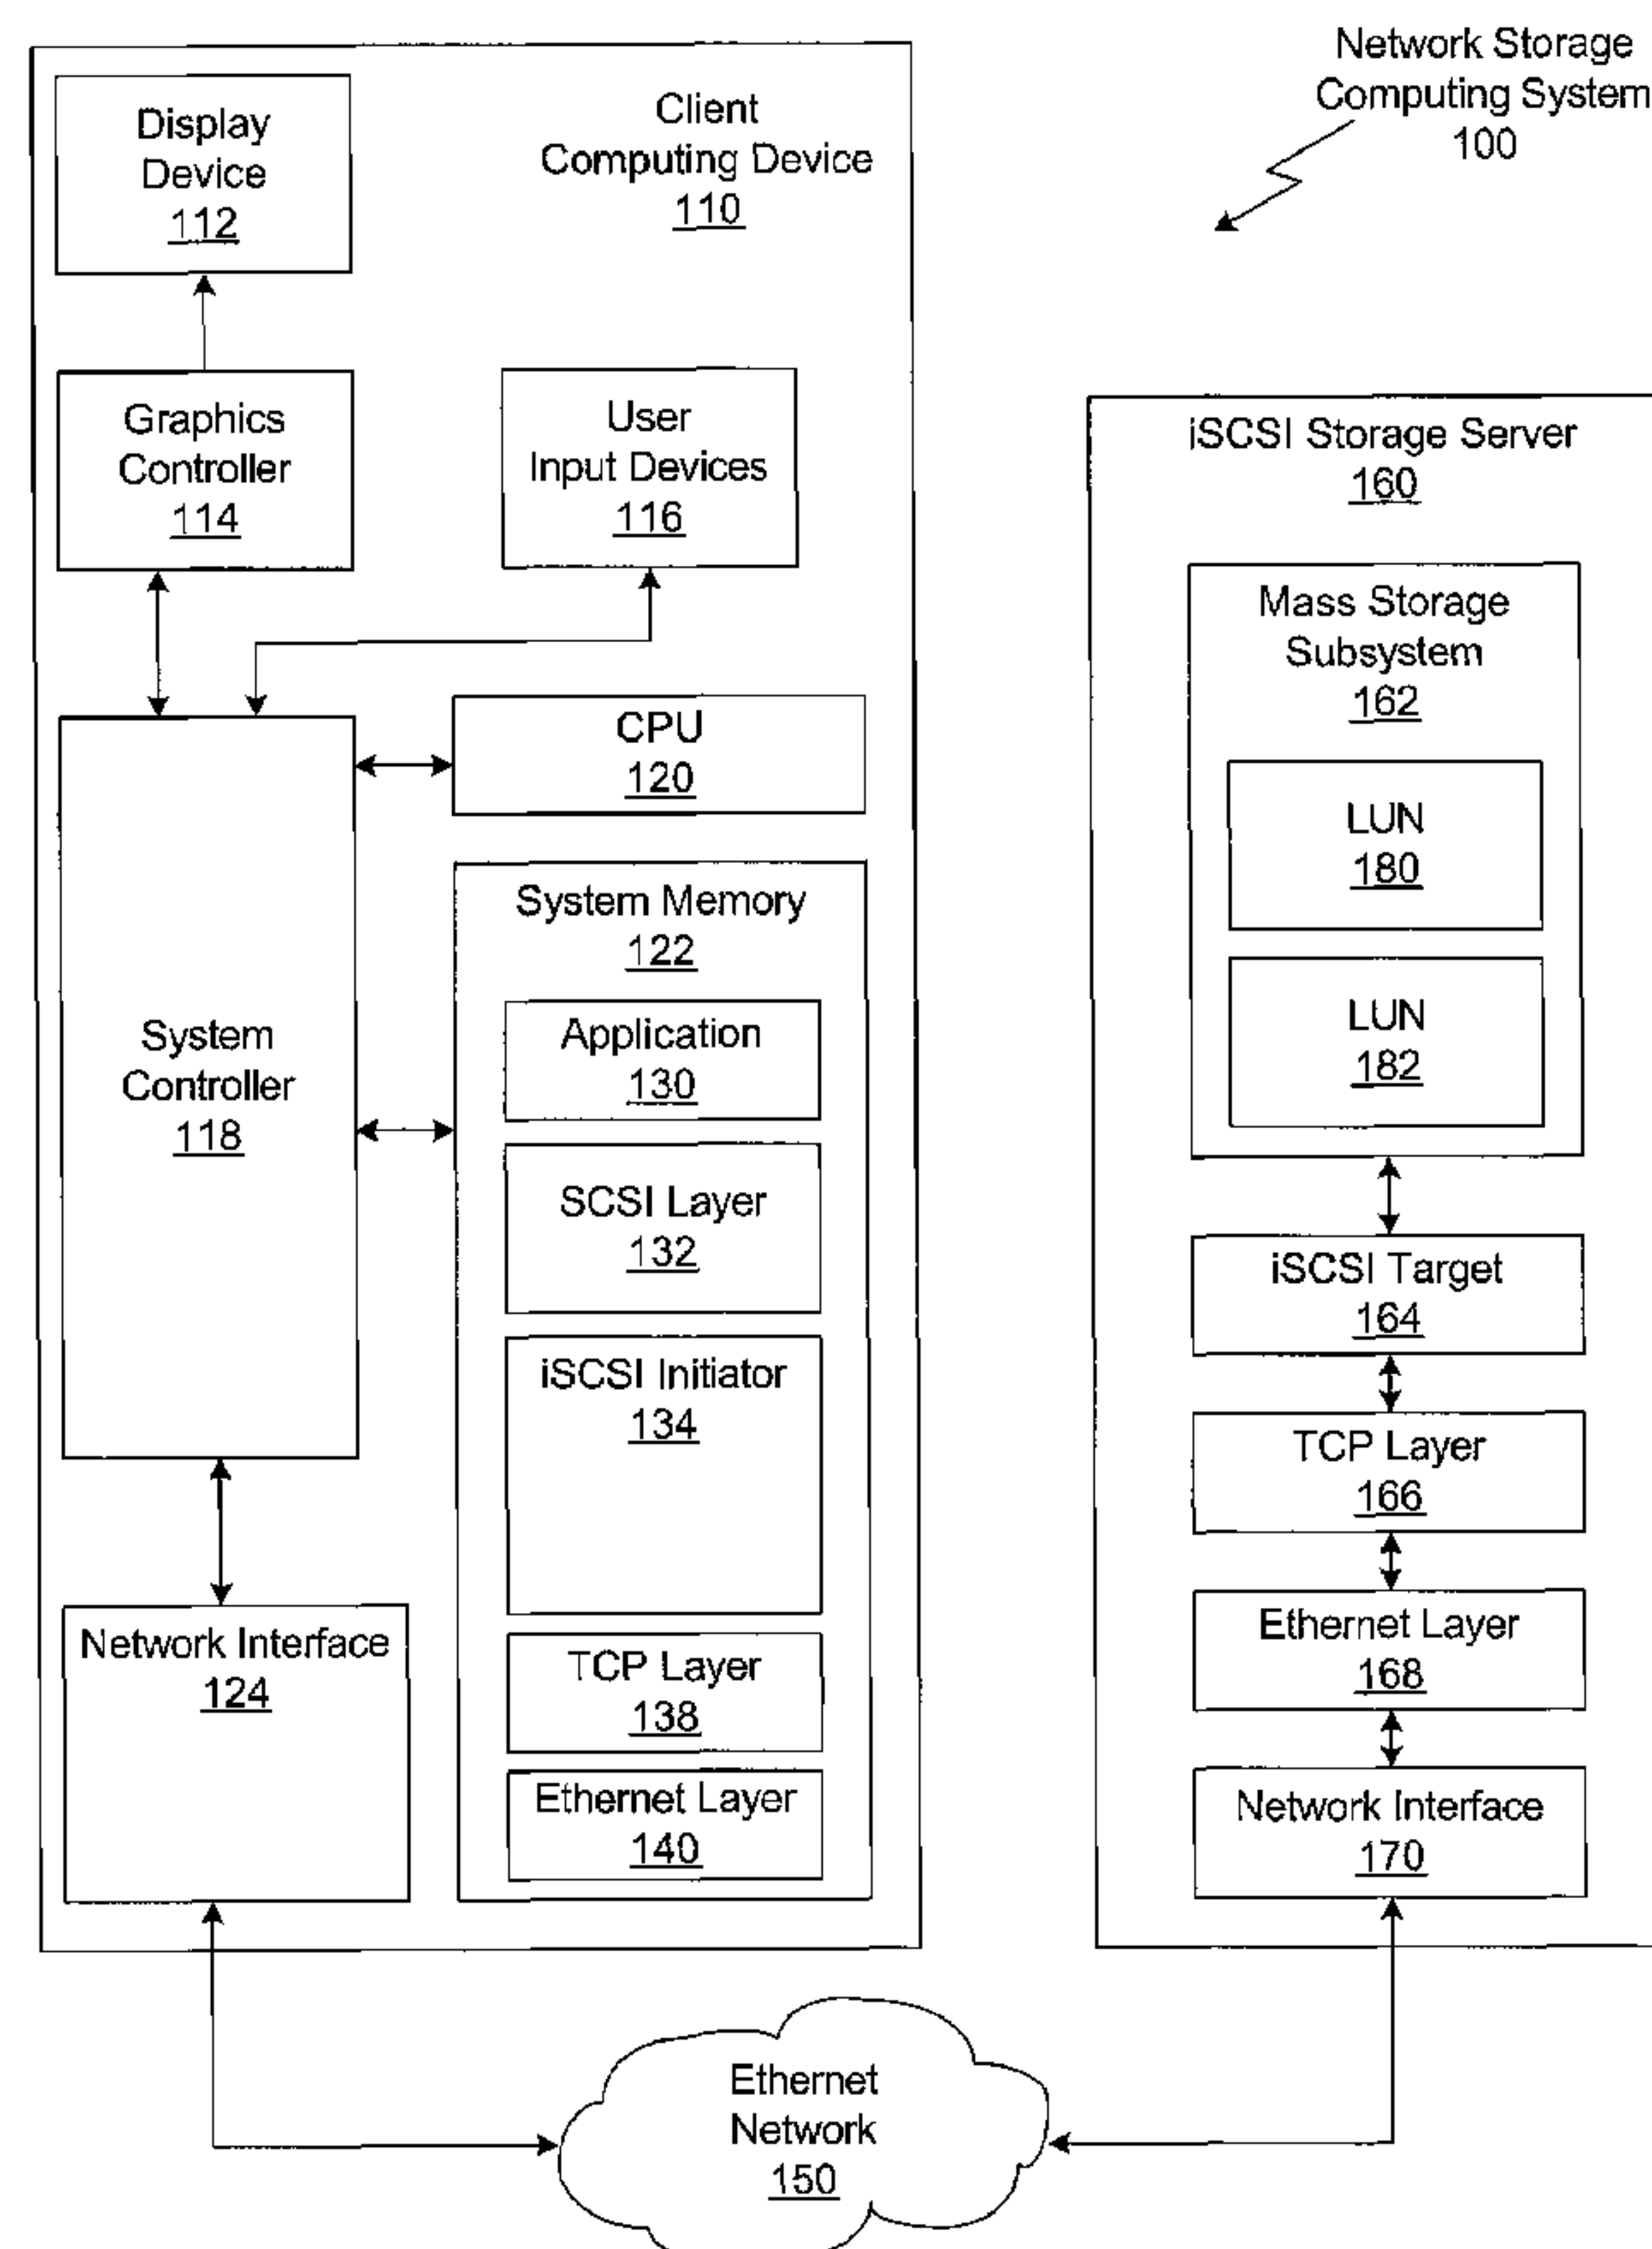 Network Storage
Computing System
100
Client
Computing Device
110
Display
Device
112
Graphics
Controller
114
User
Input Devices
116
CPU
120
System Memory
122
Application
130
SCSI Layer
132
iSCSI Initiator
134
TCP Layer
138
Ethernet Layer
140
System
Controller
118
Network Interface
124
iSCSI Storage Server
160
Mass Storage
Subsystem
162
LUN
180
LUN
182
iSCSI Target
164
TCP Layer
166
Ethernet Layer
168
Network Interface
170
Ethernet
Network
150